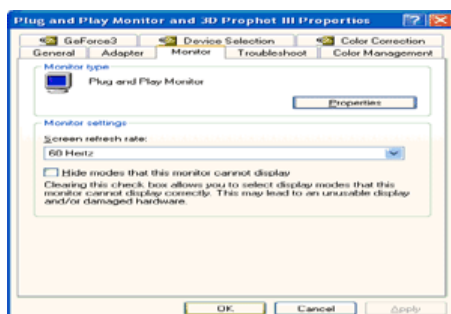 Plug and Play Monitor and 3D Prophet III Properties
GeForce3 Device Selection Color Correction
General Adapter Monitor Troubleshoot Color Management
Monitor type
Plug and Play Monitor
Properties
Monitor settings
Screen refresh rate:
60 Hertz
Hide modes that this monitor cannot display
Clearing this check box allows you to select display modes that this
monitor cannot display correctly. This may lead to an unusable display
and/or damaged hardware.
OK Cancel Apply